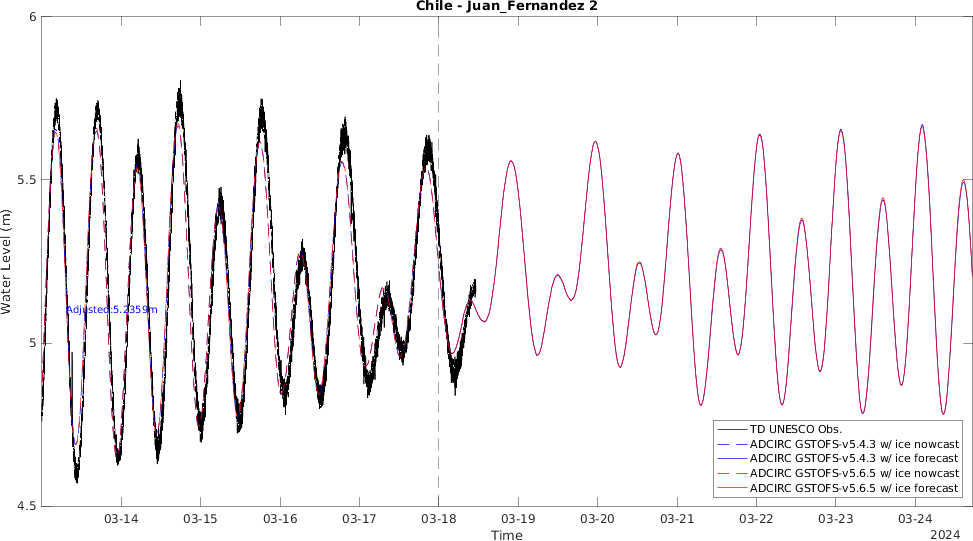 Chile - Juan_Fernandez 2
6
5.5
5
4.5
Water Level (m)
Adjusted:5.2359m
TD UNESCO Obs.
ADCIRC GSTOFS-v5.4.3 w/ ice nowcast
ADCIRC GSTOFS-v5.4.3 w/ ice forecast
ADCIRC GSTOFS-v5.6.5 w/ ice nowcast
ADCIRC GSTOFS-v5.6.5 w/ ice forecast
03-14 03-15 03-16 03-17 03-18 03-19 03-20 03-21 03-22 03-23 03-24
Time
2024